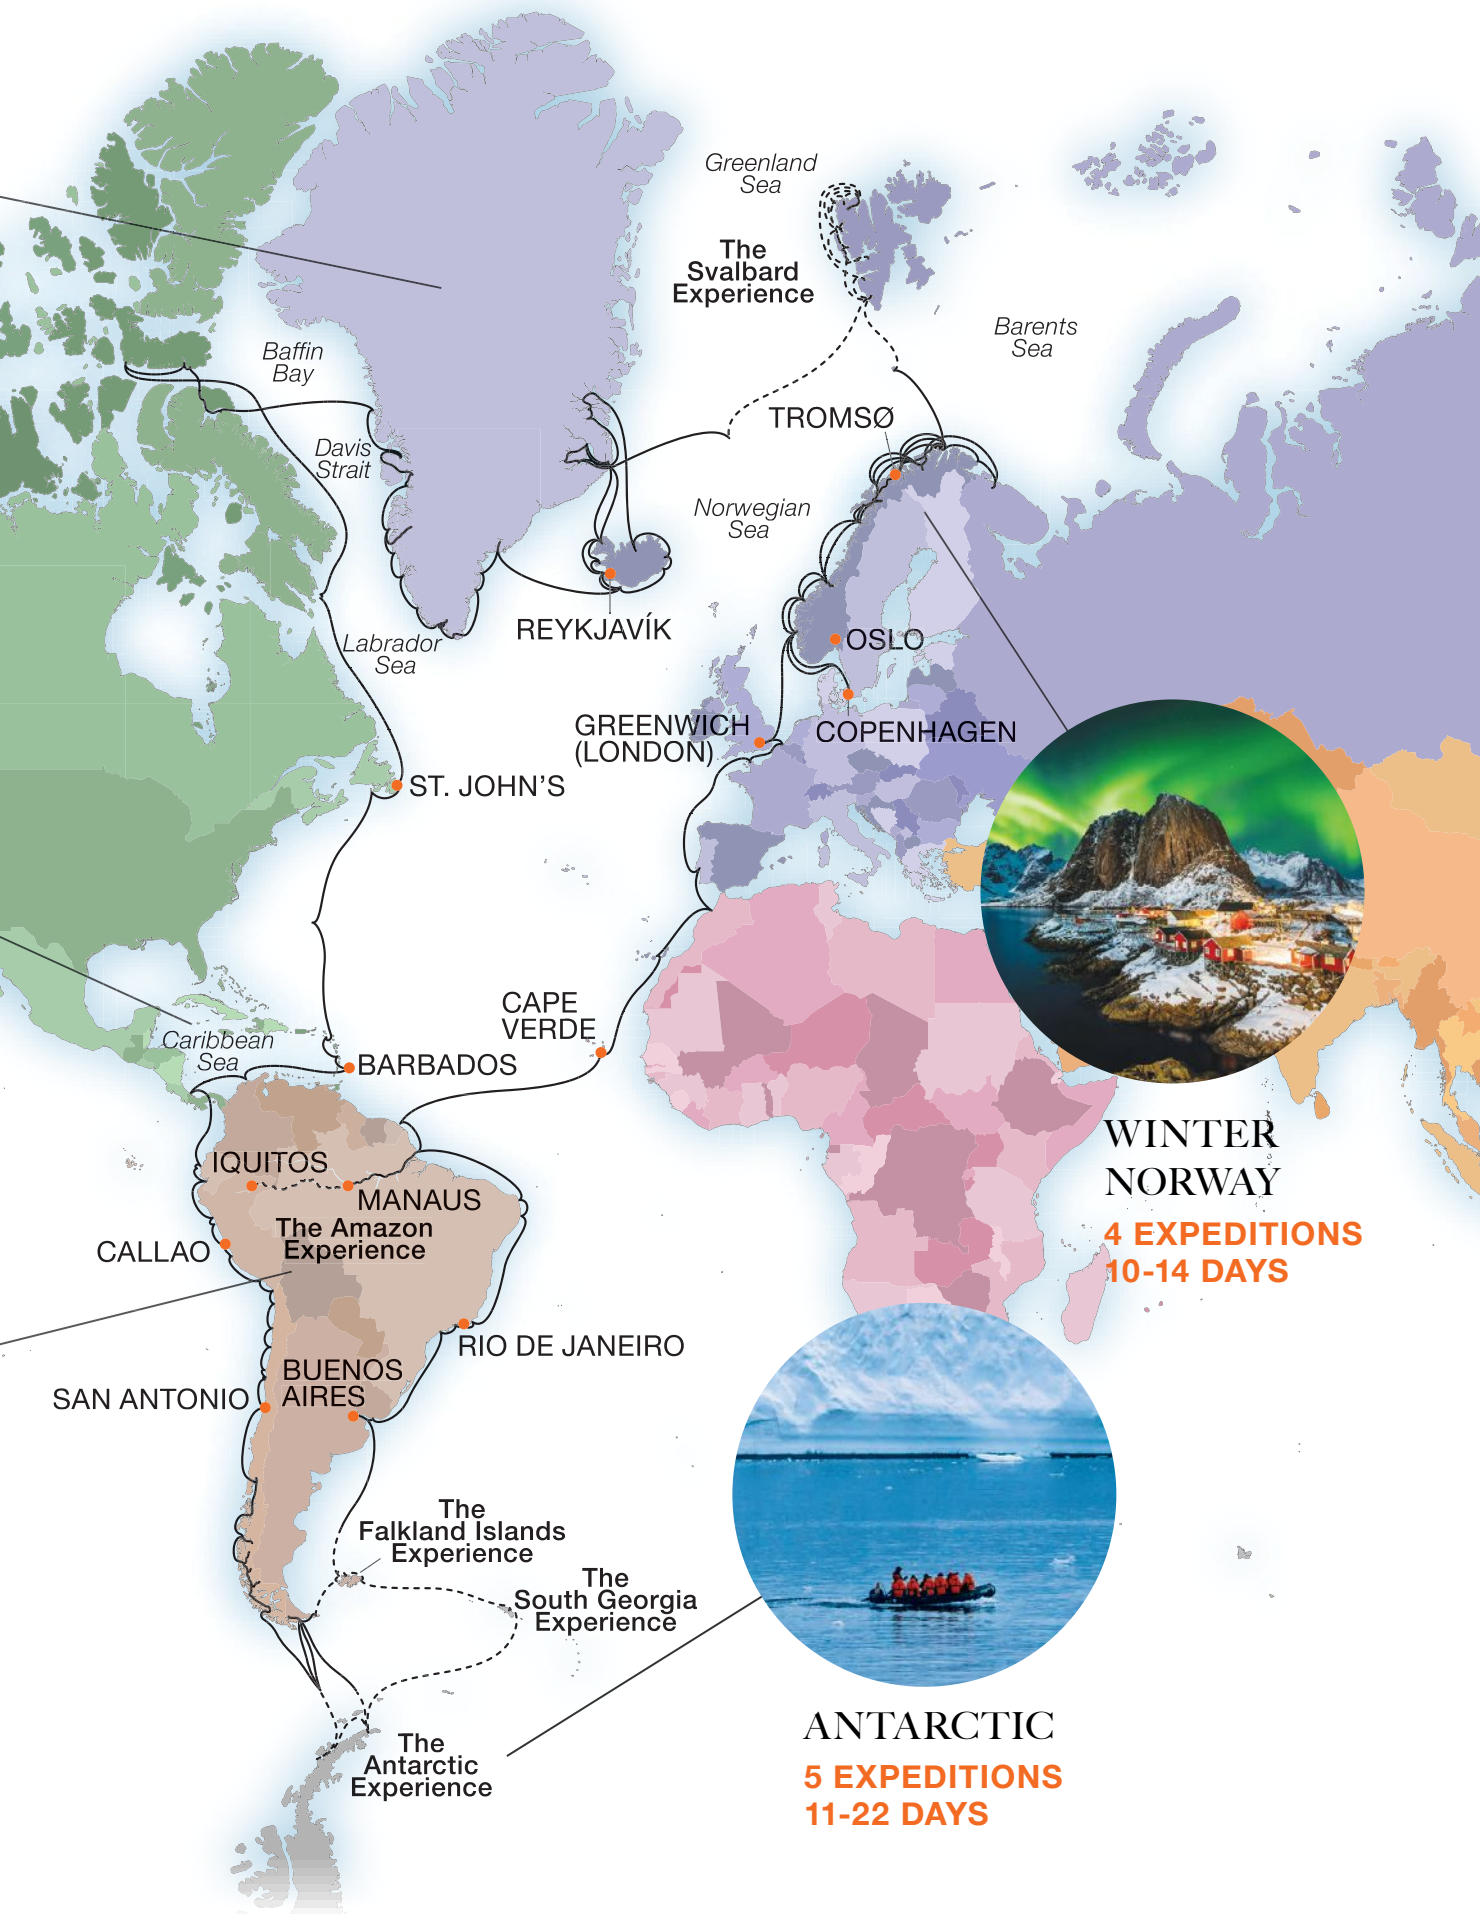 Greenland
Sea
The
Svalbard
Experience
Barents
Sea
Baffin
Bay
TROMSØ
Davis
Strait
Norwegian
Sea
REYKJAVÍK
Labrador
Sea
OSLO
GREENWICH
(LONDON)
COPENHAGEN
ST. JOHN'S
CAPE
VERDE
Caribbean
Sea
BARBADOS
IQUITOS
MANAUS
The Amazon
Experience
CALLAO
WINTER
NORWAY
4 EXPEDITIONS
10-14 DAYS
RIO DE JANEIRO
BUENOS
AIRES
SAN ANTONIO
The
Falkland Islands
Experience
The
South Georgia
Experience
The
Antarctic
Experience
ANTARCTIC
5 EXPEDITIONS
11-22 DAYS